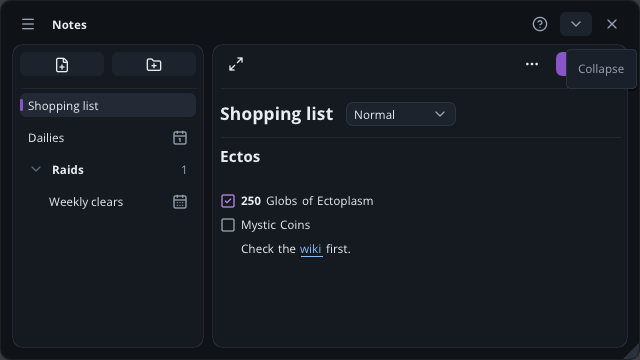 Notes
Collapse
Shopping list
Dailies
Raids 1
Weekly clears
Shopping list Normal
Ectos
250 Globs of Ectoplasm
Mystic Coins
Check the wiki first.